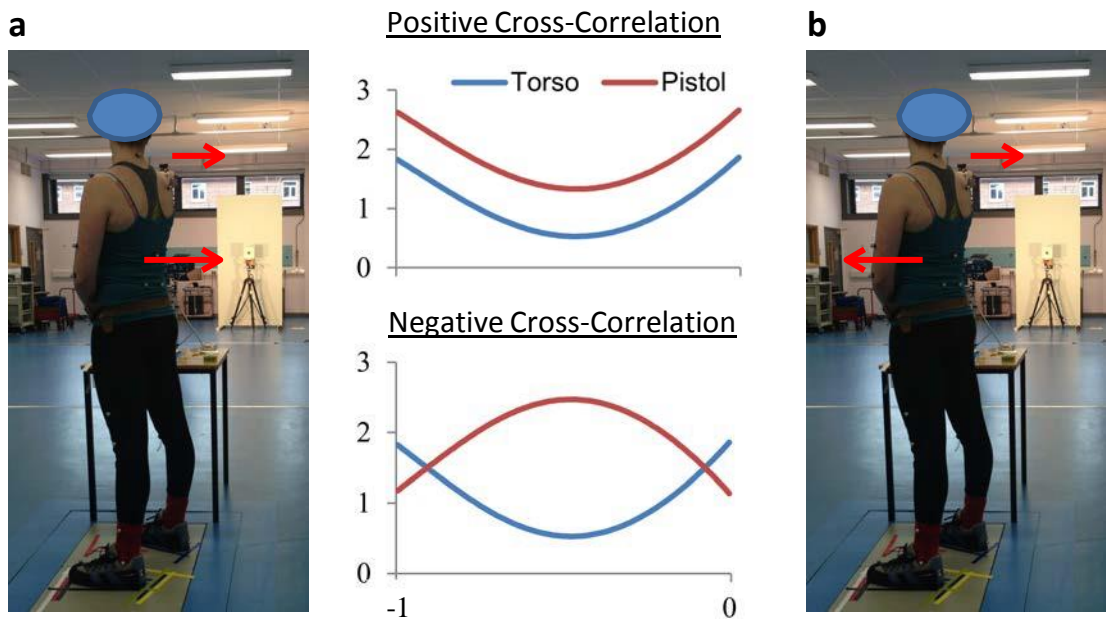 a
Positive Cross-Correlation
b
Torso Pistol
3
2
1
0
Negative Cross-Correlation
3
2
1
0
-1 0